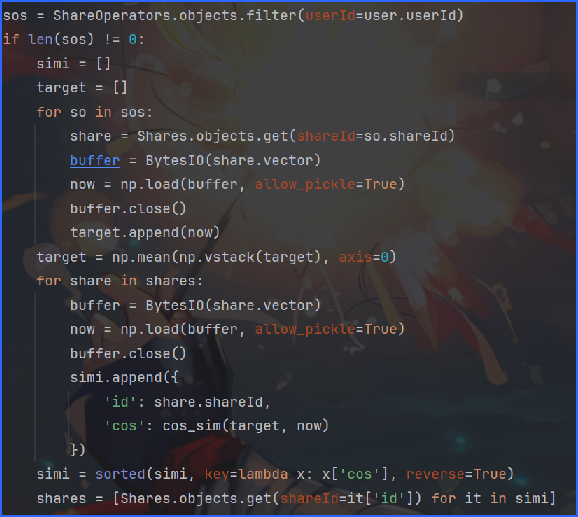 sos = ShareOperators.objects.filter(userId=user.userId)
if len(sos) != 0:
    simi = []
    target = []
    for so in sos:
        share = Shares.objects.get(shareId=so.shareId)
        buffer = BytesIO(share.vector)
        now = np.load(buffer, allow_pickle=True)
        buffer.close()
        target.append(now)
    target = np.mean(np.vstack(target), axis=0)
    for share in shares:
        buffer = BytesIO(share.vector)
        now = np.load(buffer, allow_pickle=True)
        buffer.close()
        simi.append({
            'id': share.shareId,
            'cos': cos_sim(target, now)
        })
    simi = sorted(simi, key=lambda x: x['cos'], reverse=True)
    shares = [Shares.objects.get(shareId=it['id']) for it in simi]